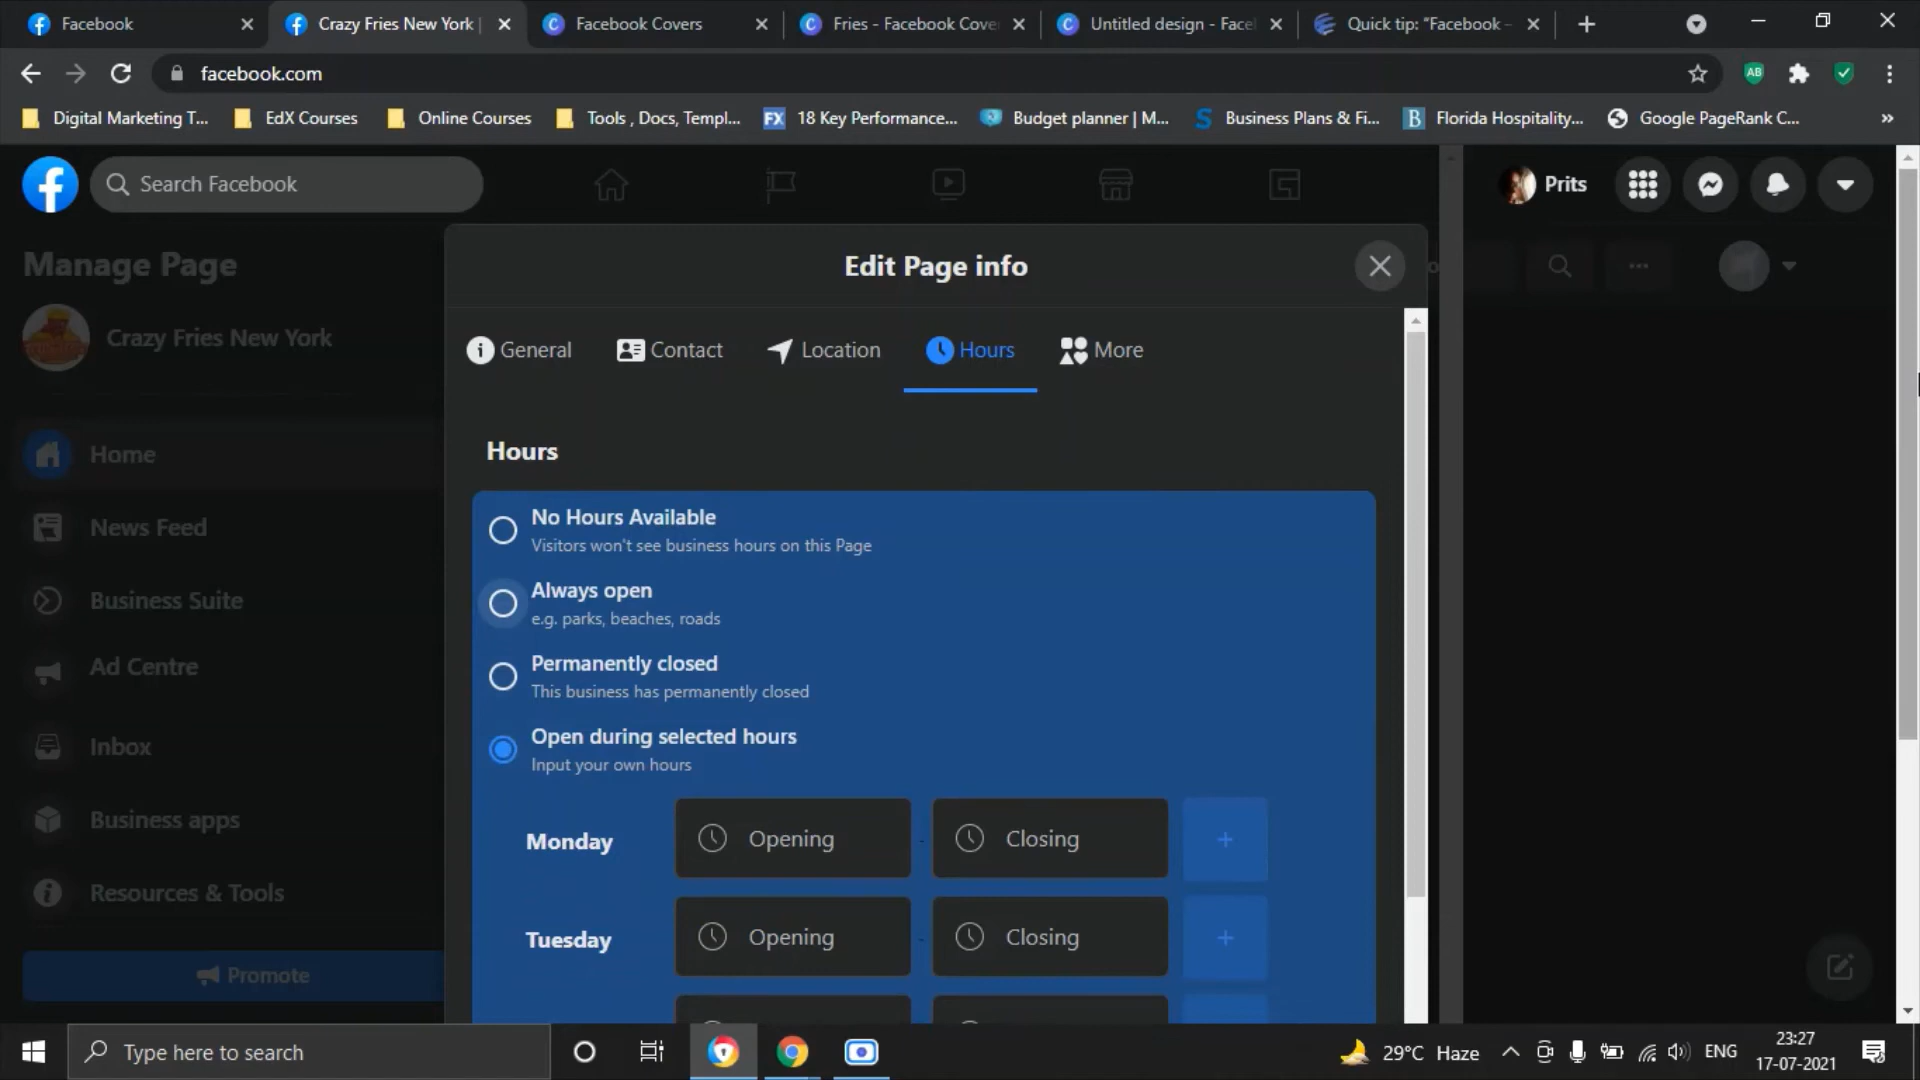 Facebook
Crazy Fries New York |
Facebook Covers
Fries - Facebook Cove
Untitled design - Face
Quick tip: "Facebook -
facebook.com
AB
Digital Marketing T...
EdX Courses
Online Courses
Tools , Docs, Templ...
FX 18 Key Performance...
Budget planner | M...
S Business Plans & Fi...
B Florida Hospitality...
Google PageRank C...
»
Search Facebook
Prits
Manage Page
Edit Page info
Crazy Fries New York
General
Contact
Location
Hours
More
Hours
Home
News Feed
Business Suite
Ad Centre
Inbox
Business apps
Resources & Tools
Promote
No Hours Available
Visitors won't see business hours on this Page
Always open
e.g. parks, beaches, roads
Permanently closed
This business has permanently closed
Open during selected hours
Input your own hours
Monday
Opening
-
Closing
+
Tuesday
Opening
-
Closing
+
Type here to search
29°C Haze
ENG
23:27
17-07-2021